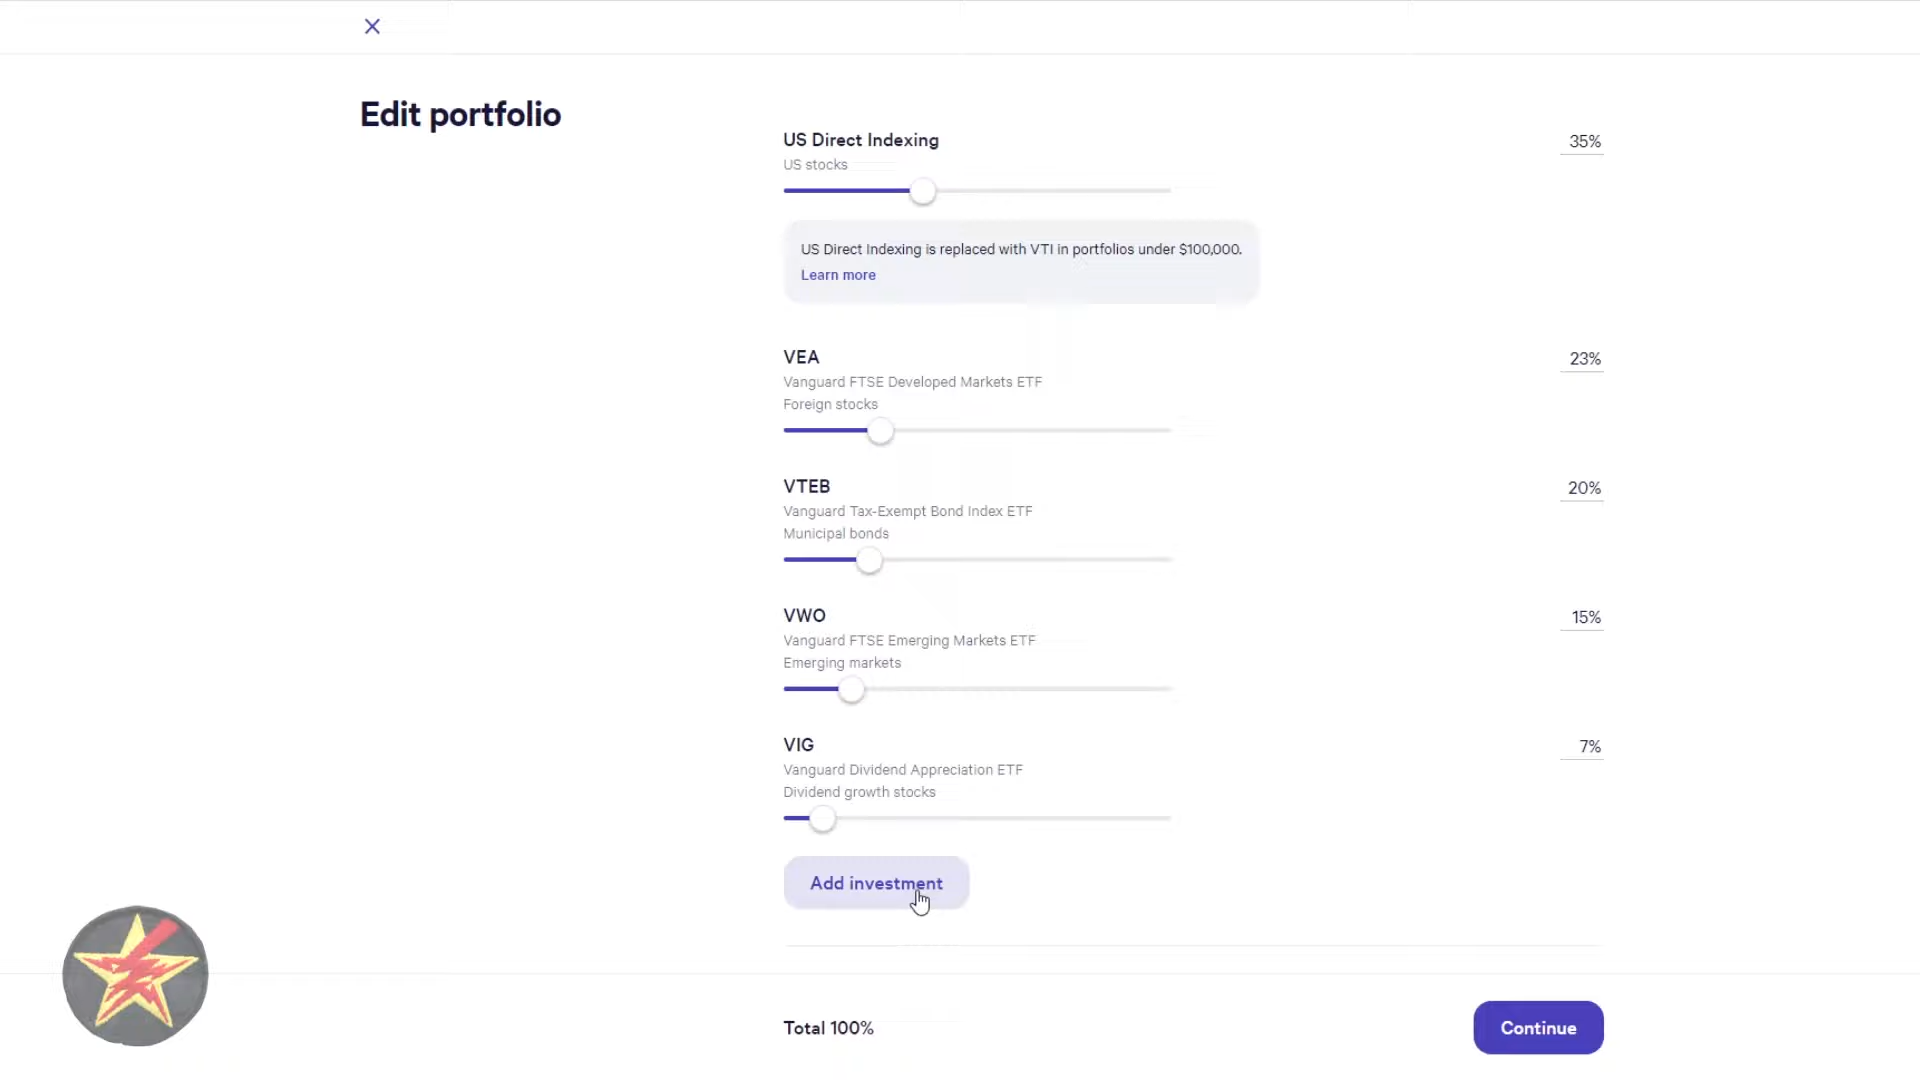 Edit portfolio
US Direct Indexing
35%
US stocks
US Direct Indexing is replaced with VTI in portfolios under $100,000.
Learn more
VEA
23%
Vanguard FTSE Developed Markets ETF
Foreign stocks
VTEB
20%
Vanguard Tax-Exempt Bond Index ETF
Municipal bonds
VWO
15%
Vanguard FTSE Emerging Markets ETF
Emerging markets
VIG
7%
Vanguard Dividend Appreciation ETF
Dividend growth stocks
Add investment
Total 100%
Continue